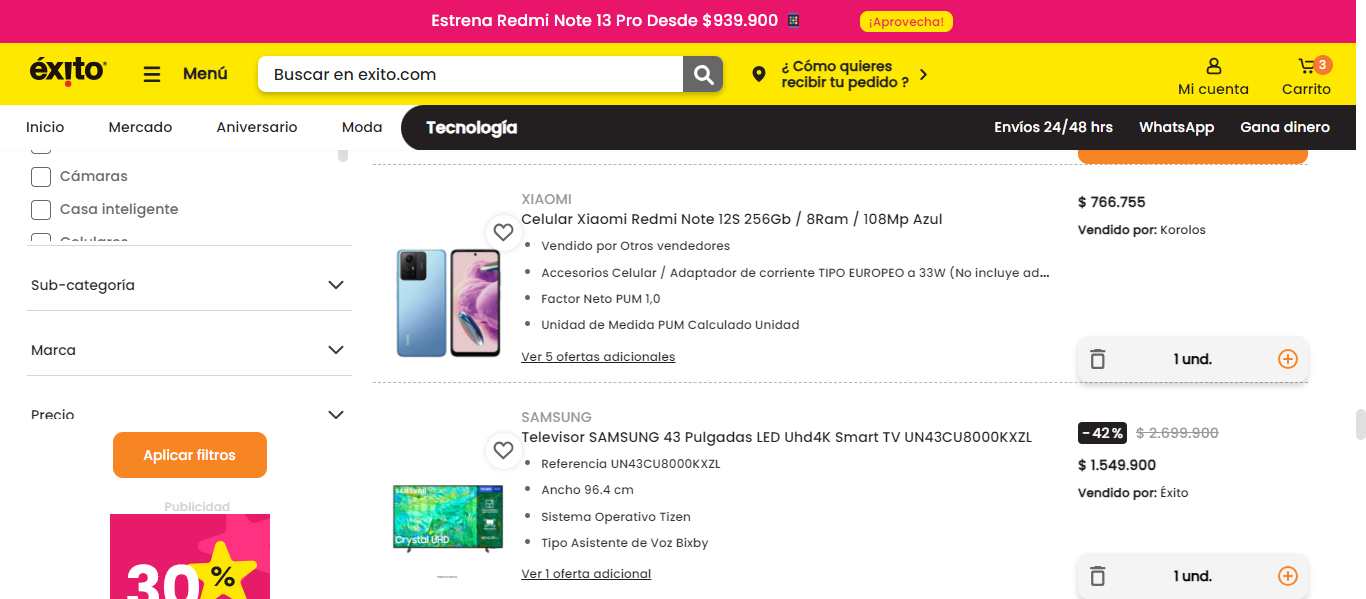 Estrena Redmi Note 13 Pro Desde $939.900
¡Aprovecha!
éxito
Menú
Buscar en exito.com
¿ Cómo quieres
recibir tu pedido ?
Mi cuenta
3
Carrito
Inicio
Mercado
Aniversario
Moda
Tecnología
Envíos 24/48 hrs
WhatsApp
Gana dinero
Cámaras
Casa inteligente
Celulares
Sub-categoría
Marca
Precio
Aplicar filtros
Publicidad
30%
XIAOMI
Celular Xiaomi Redmi Note 12S 256Gb / 8Ram / 108Mp Azul
Vendido por Otros vendedores
Accesorios Celular / Adaptador de corriente TIPO EUROPEO a 33W (No incluye ad...
Factor Neto PUM 1,0
Unidad de Medida PUM Calculado Unidad
Ver 5 ofertas adicionales
$ 766.755
Vendido por: Korolos
1 und.
SAMSUNG
Televisor SAMSUNG 43 Pulgadas LED Uhd4K Smart TV UN43CU8000KXZL
Referencia UN43CU8000KXZL
Ancho 96.4 cm
Sistema Operativo Tizen
Tipo Asistente de Voz Bixby
Ver 1 oferta adicional
SAMSUNG
Crystal UHD
-42% $ 2.699.900
$ 1.549.900
Vendido por: Éxito
1 und.